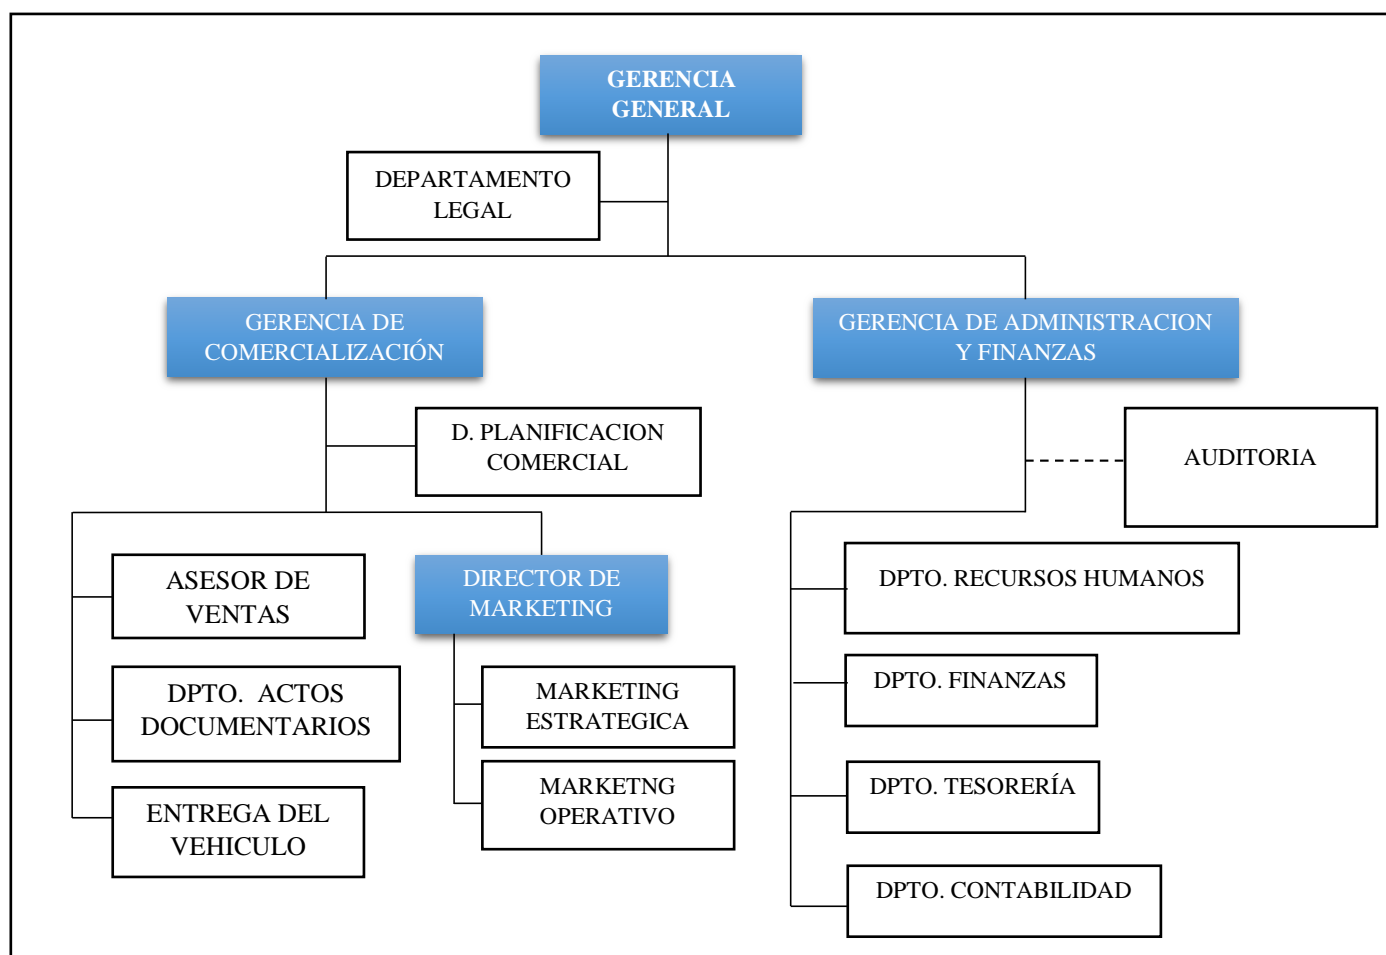 GERENCIA
GENERAL
DEPARTAMENTO
LEGAL
GERENCIA DE
COMERCIALIZACIÓN
GERENCIA DE ADMINISTRACION
Y FINANZAS
D. PLANIFICACION
COMERCIAL
AUDITORIA
ASESOR DE
VENTAS
DPTO. ACTOS
DOCUMENTARIOS
ENTREGA DEL
VEHICULO
DIRECTOR DE
MARKETING
MARKETING
ESTRATEGICA
MARKETNG
OPERATIVO
DPTO. RECURSOS HUMANOS
DPTO. FINANZAS
DPTO. TESORERÍA
DPTO. CONTABILIDAD